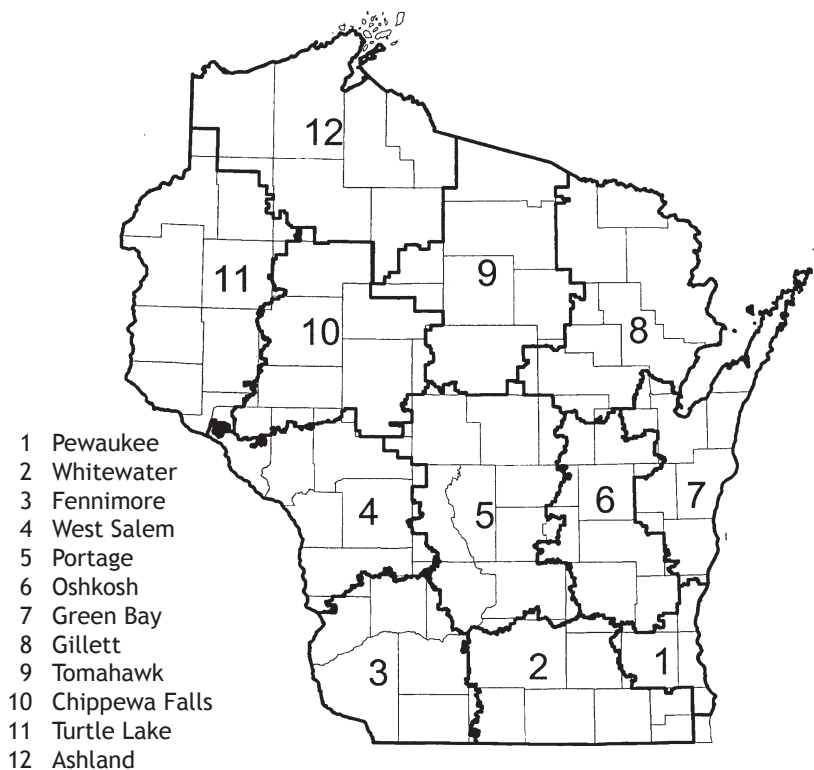 12
11
9
10
8
4
5
6
7
3
2
1
1 Pewaukee
2 Whitewater
3 Fennimore
4 West Salem
5 Portage
6 Oshkosh
7 Green Bay
8 Gillett
9 Tomahawk
10 Chippewa Falls
11 Turtle Lake
12 Ashland